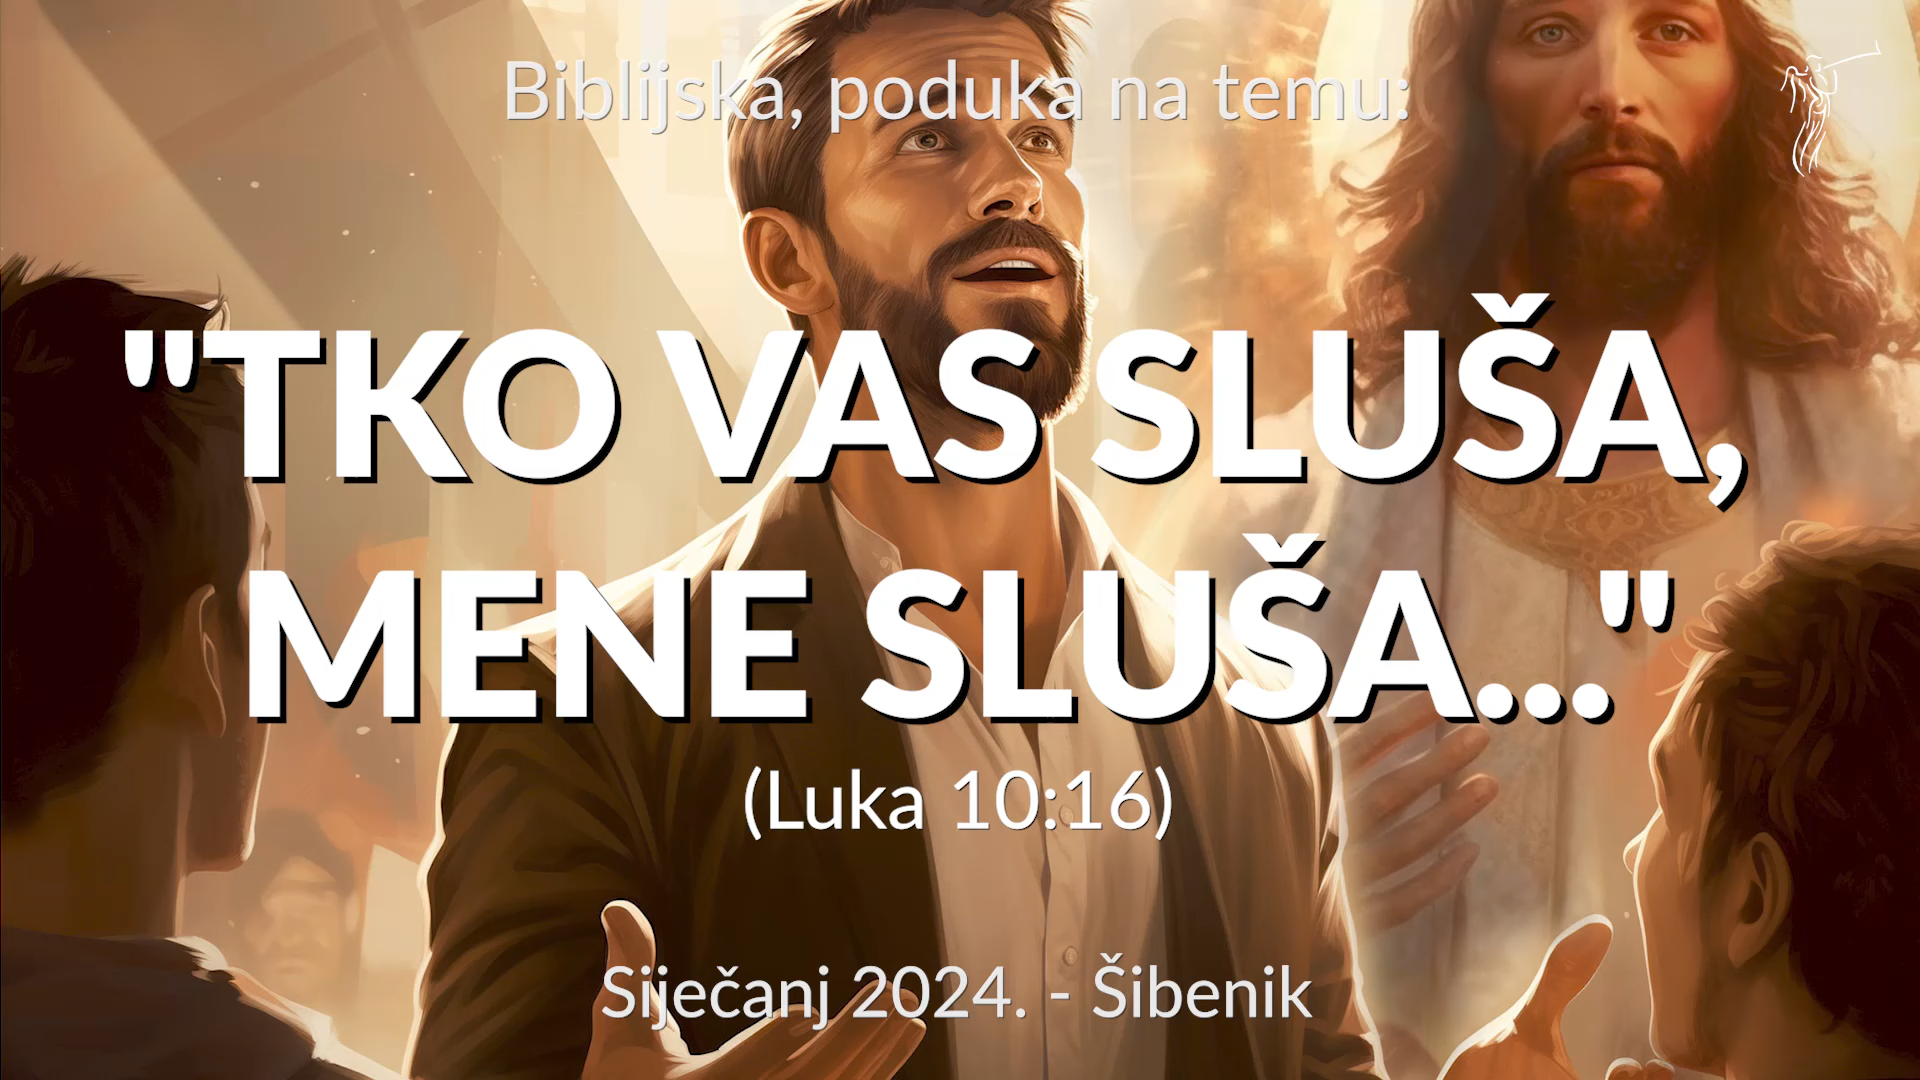 Biblijska, poduka na temu:
"TKO VAS SLUŠA,
MENE SLUŠA..."
(Luka 10:16)
Siječanj 2024. - Šibenik